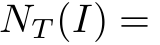 N_T(I) =